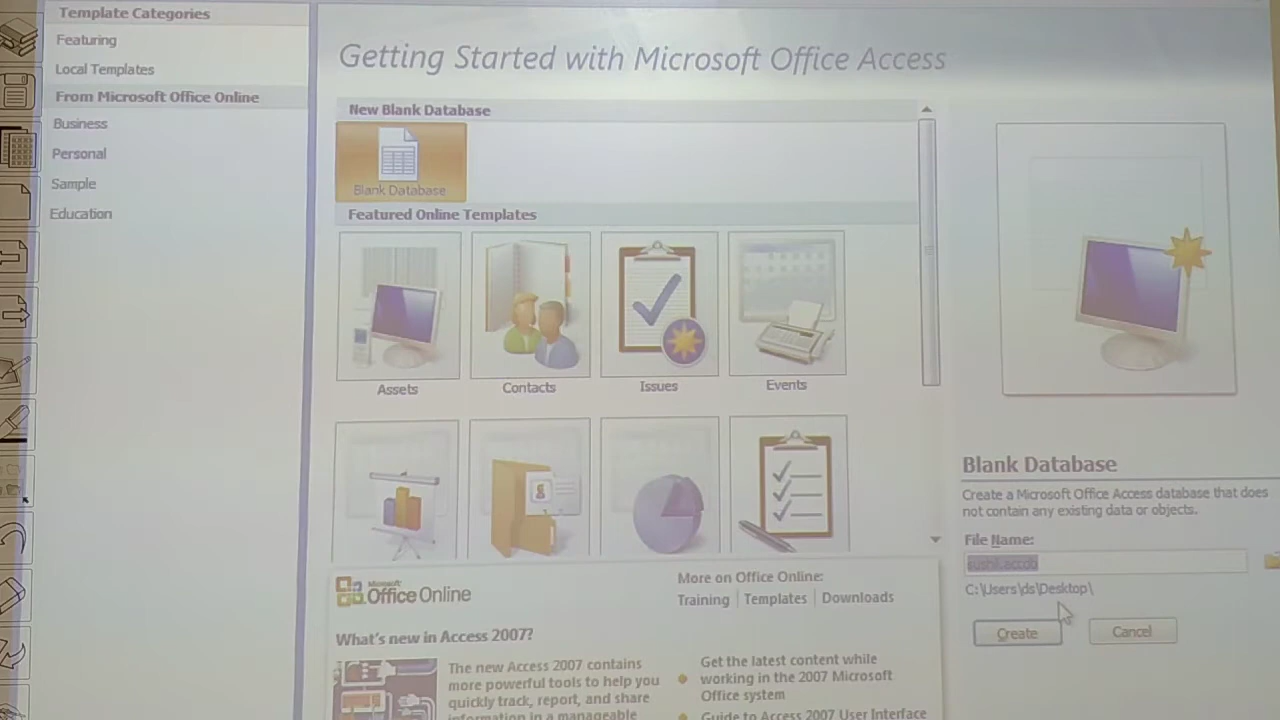 Template Categories
Featuring
Local Templates
From Microsoft Office Online
Business
Personal
Sample
Education
Getting Started with Microsoft Office Access
New Blank Database
Blank Database
Featured Online Templates
Assets
Contacts
Issues
Events
Microsoft
Office Online
More on Office Online:
Training | Templates | Downloads
What's new in Access 2007?
The new Access 2007 contains
more powerful tools to help you
quickly track, report, and share
information in a manageable
Get the latest content while
working in the 2007 Microsoft
Office system
Guide to Access 2007 User Interface
Blank Database
Create a Microsoft Office Access database that does
not contain any existing data or objects.
File Name:
C:\Users\ds\Desktop\
Create
Cancel